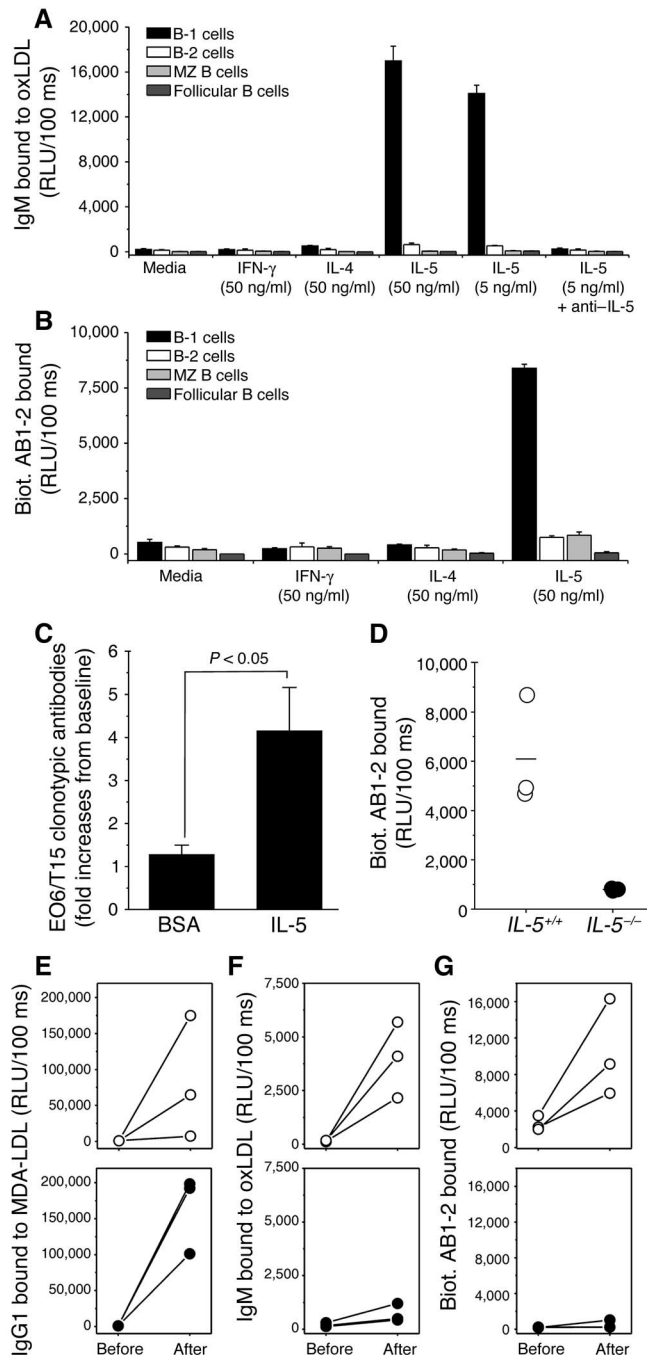 A
IgM bound to oxLDL
(RLU/100 ms)
20,000
16,000
12,000
8,000
4,000
0
B-1 cells
B-2 cells
MZ B cells
Follicular B cells
Media
IFN-γ
(50 ng/ml)
IL-4
(50 ng/ml)
IL-5
(50 ng/ml)
IL-5
(5 ng/ml)
IL-5
(5 ng/ml)
+ anti–IL-5
B
Biot. AB1-2 bound
(RLU/100 ms)
10,000
7,500
5,000
2,500
0
B-1 cells
B-2 cells
MZ B cells
Follicular B cells
Media
IFN-γ
(50 ng/ml)
IL-4
(50 ng/ml)
IL-5
(50 ng/ml)
C
EO6/T15 clonotypic antibodies
(fold increases from baseline)
6
5
4
3
2
1
0
P < 0.05
BSA
IL-5
D
Biot. AB1-2 bound
(RLU/100 ms)
10,000
8,000
6,000
4,000
2,000
0
IL-5+/+
IL-5–/–
E
IgG1 bound to MDA-LDL (RLU/100 ms)
200,000
175,000
150,000
100,000
50,000
25,000
0
200,000
150,000
100,000
50,000
25,000
0
Before
After
F
IgM bound to oxLDL (RLU/100 ms)
7,500
5,000
2,500
0
7,500
5,000
2,500
0
Before
After
G
Biot. AB1-2 bound (RLU/100 ms)
16,000
12,000
8,000
4,000
0
16,000
12,000
8,000
4,000
0
Before
After